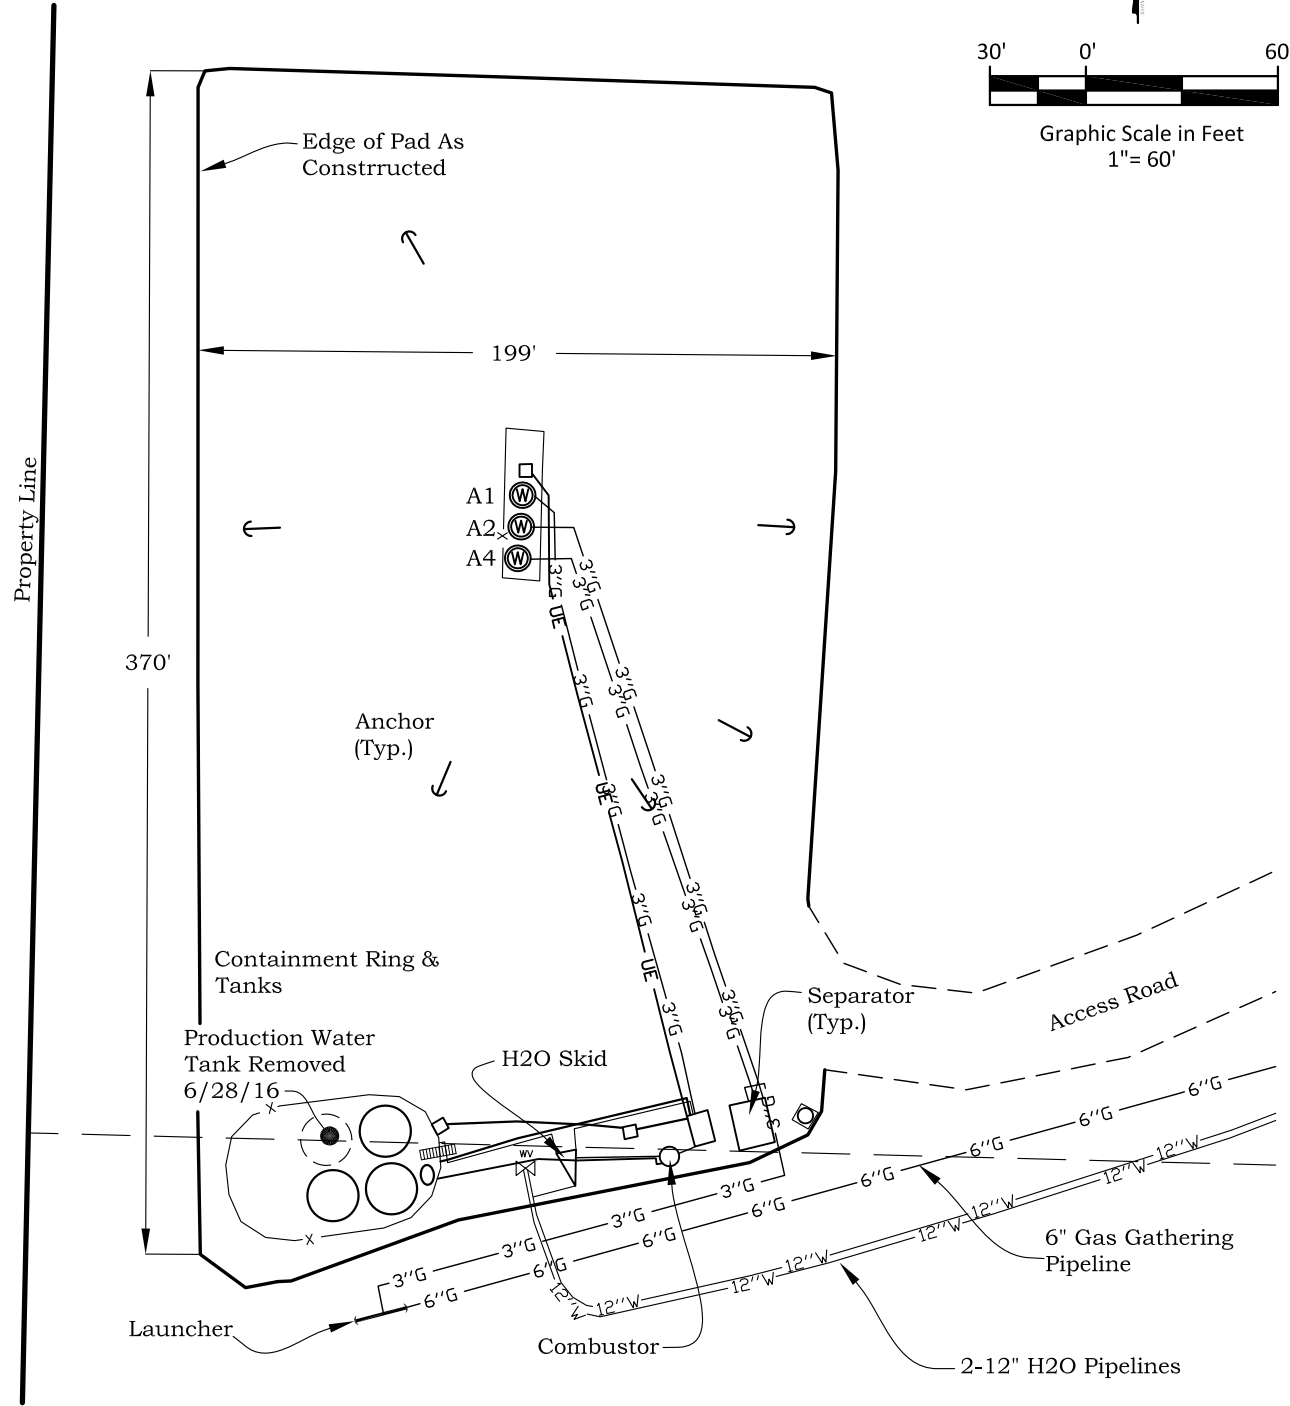 30'
0'
60
Graphic Scale in Feet
1"= 60'
Edge of Pad As
Constrructed
199'
Property Line
A1
W
A2
W
X
A4
W
3"G
3"G
3"G
UE
370'
3"G
3"G
3"G
Anchor
(Typ.)
UE
3"G
3"G
3"G
3"G
3"G
3"G
Containment Ring &
Tanks
UE
Separator
(Typ.)
Access Road
3"G
3"G
3"G
Production Water
Tank Removed
6/28/16
H2O Skid
X
WV
X
3"G
3"G
3"G
3"G
6"G
6"G
6"G
6"G
6"G
6"G
6"G
6"G
12"W
12"W
12"W
12"W
12"W
12"W
12"W
12"W
6" Gas Gathering
Pipeline
Launcher
Combustor
2-12" H2O Pipelines